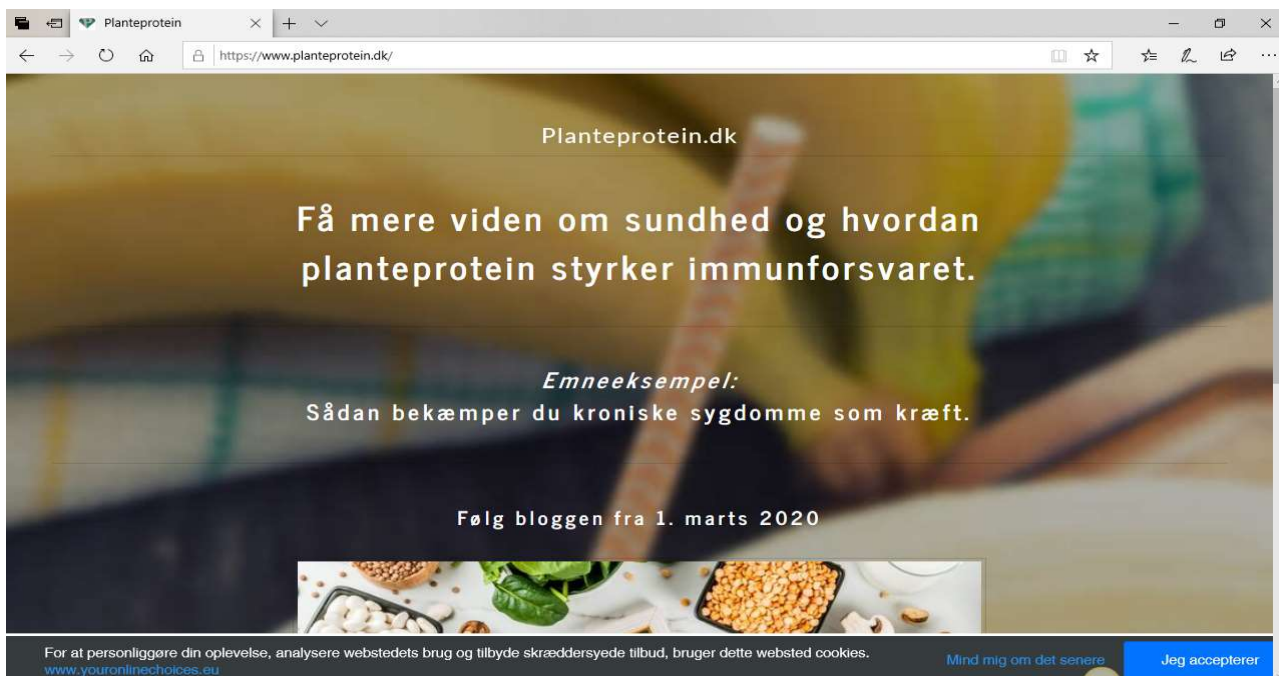 Planteprotein
https://www.planteprotein.dk/
Planteprotein.dk
Få mere viden om sundhed og hvordan
planteprotein styrker immunforsvaret.
Emneeksempel:
Sådan bekæmper du kroniske sygdomme som kræft.
Følg bloggen fra 1. marts 2020
For at personliggøre din oplevelse, analysere webstedets brug og tilbyde skræddersyede tilbud, bruger dette websted cookies.
www.youronlinechoices.eu
Mind mig om det senere
Jeg accepterer